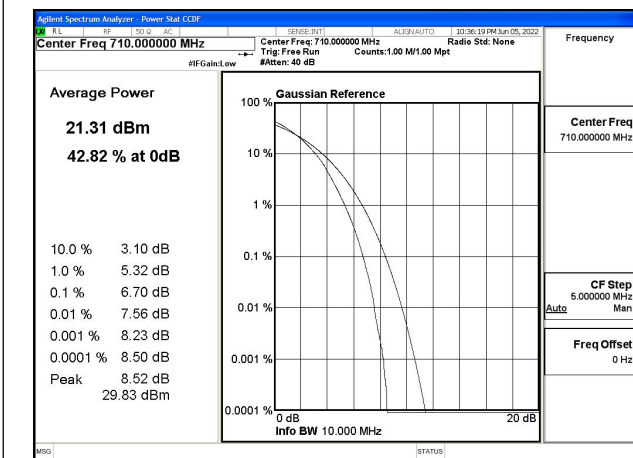 Agilent Spectrum Analyzer - Power Stat CCDF
RL RF 50 Ω AC SENSE:INT ALIGN AUTO 10:36:19 PM Jun 05, 2022
Center Freq 710.000000 MHz
Center Freq: 710.000000 MHz Radio Std: None
Trig: Free Run Counts:1.00 M/1.00 Mpt
#IFGain:Low #Atten: 40 dB
Frequency
Average Power
21.31 dBm
42.82 % at 0dB
10.0 % 3.10 dB
1.0 % 5.32 dB
0.1 % 6.70 dB
0.01 % 7.56 dB
0.001 % 8.23 dB
0.0001 % 8.50 dB
Peak 8.52 dB
29.83 dBm
Gaussian Reference
100 %
10 %
1 %
0.1 %
0.01 %
0.001 %
0.0001 %
0 dB 20 dB
Info BW 10.000 MHz
Center Freq
710.000000 MHz
CF Step
5.000000 MHz
Auto Man
Freq Offset
0 Hz
MSG STATUS